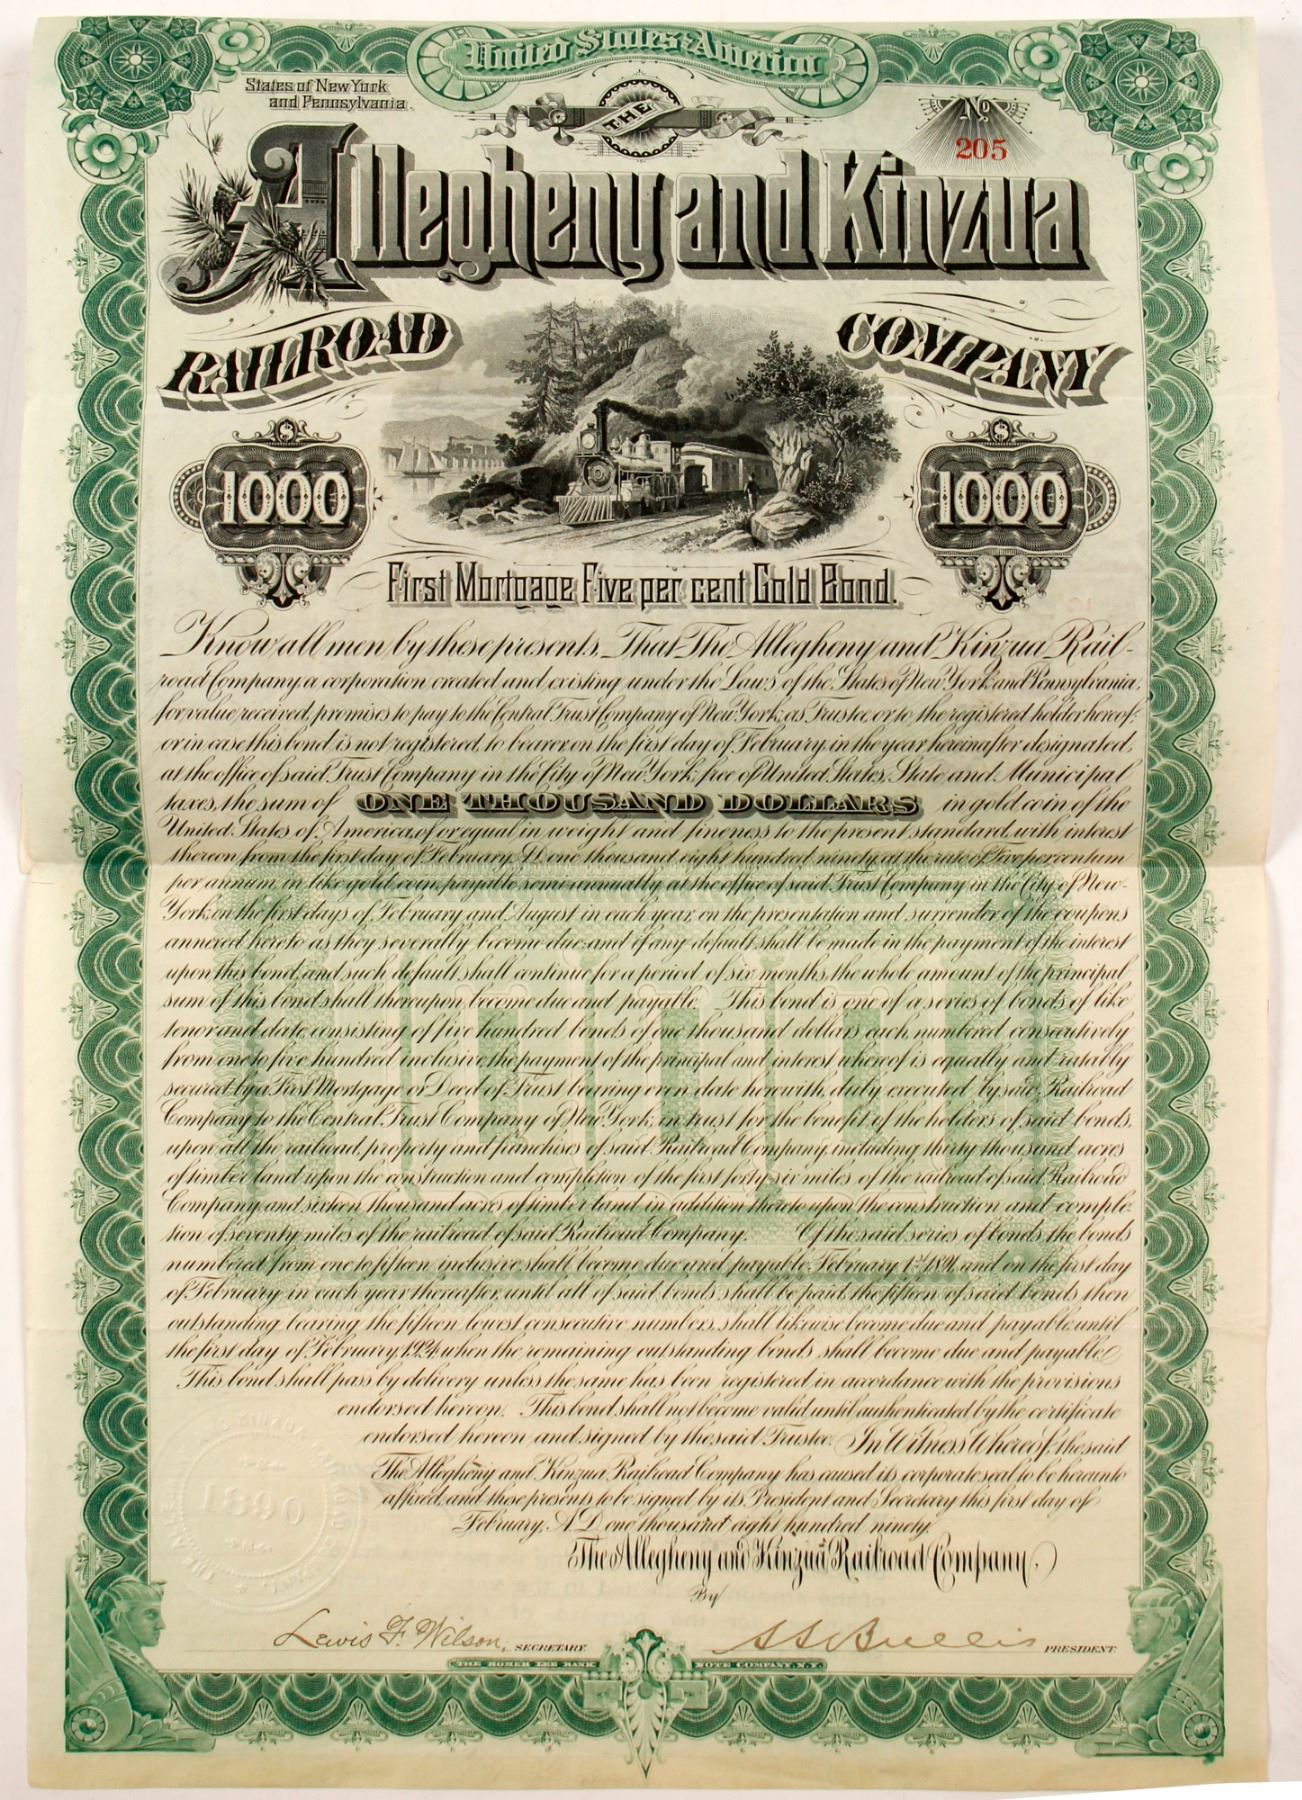 United States America
States of New York
and Pennsylvania.
THE
No
205
Allegheny and Kinzua
RAILROAD
COMPANY
$
1000
$
1000
First Mortgage Five per cent Gold Bond.
Know all men by these presents, That The Allegheny and Kinzua Rail-
road Company, a corporation created and existing under the Laws of the States of New York and Pennsylvania,
for value received, promises to pay to the Central Trust Company of New York, as Trustee, or to the registered holder hereof,
or in case this bond is not registered, to bearer, on the first day of February, in the year hereinafter designated,
at the office of said Trust Company in the City of New York, free of United States, State and Municipal
taxes, the sum of ONE THOUSAND DOLLARS in gold coin of the
United States of America, of or equal in weight and fineness to the present standard, with interest
thereon from the first day of February, A.D. one thousand eight hundred ninety, at the rate of Five per centum
per annum, in like gold coin, payable semi-annually at the office of said Trust Company in the City of New-
York, on the first days of February and August in each year, on the presentation and surrender of the coupons
annexed hereto as they severally become due; and if any default shall be made in the payment of the interest
upon this bond, and such default shall continue for a period of six months, the whole amount of the principal
sum of this bond shall thereupon become due and payable. This bond is one of a series of bonds of like
tenor and date, consisting of five hundred bonds of one thousand dollars each, numbered consecutively
from one to five hundred inclusive, the payment of the principal and interest whereof is equally and ratably
secured by a First Mortgage or Deed of Trust bearing even date herewith, duly executed by said Railroad
Company to the Central Trust Company of New York, in trust for the benefit of the holders of said bonds,
upon all the railroad, property and franchises of said Railroad Company, including thirty thousand acres
of timber land upon the construction and completion of the first forty six miles of the railroad of said Railroad
Company and sixteen thousand acres of timber land in addition thereto upon the construction and comple-
tion of seventy miles of the railroad of said Railroad Company. Of the said series of bonds the bonds
numbered from one to fifteen inclusive shall become due and payable February 1st 1891, and on the first day
of February in each year thereafter, until all of said bonds shall be paid, the fifteen of said bonds then
outstanding bearing the fifteen lowest consecutive numbers, shall likewise become due and payable until
the first day of February 1924 when the remaining outstanding bonds shall become due and payable.
This bond shall pass by delivery unless the same has been registered in accordance with the provisions
endorsed hereon. This bond shall not become valid until authenticated by the certificate
endorsed hereon and signed by the said Trustee. In Witness Whereof, the said
The Allegheny and Kinzua Railroad Company has caused its corporate seal to be hereunto
affixed, and these presents to be signed by its President and Secretary this first day of
February, A.D. one thousand eight hundred ninety.
The Allegheny and Kinzua Railroad Company,
By
Lewis F. Wilson, SECRETARY.
S S Bullis PRESIDENT.
THE HOMER LEE BANK NOTE COMPANY, N.Y.